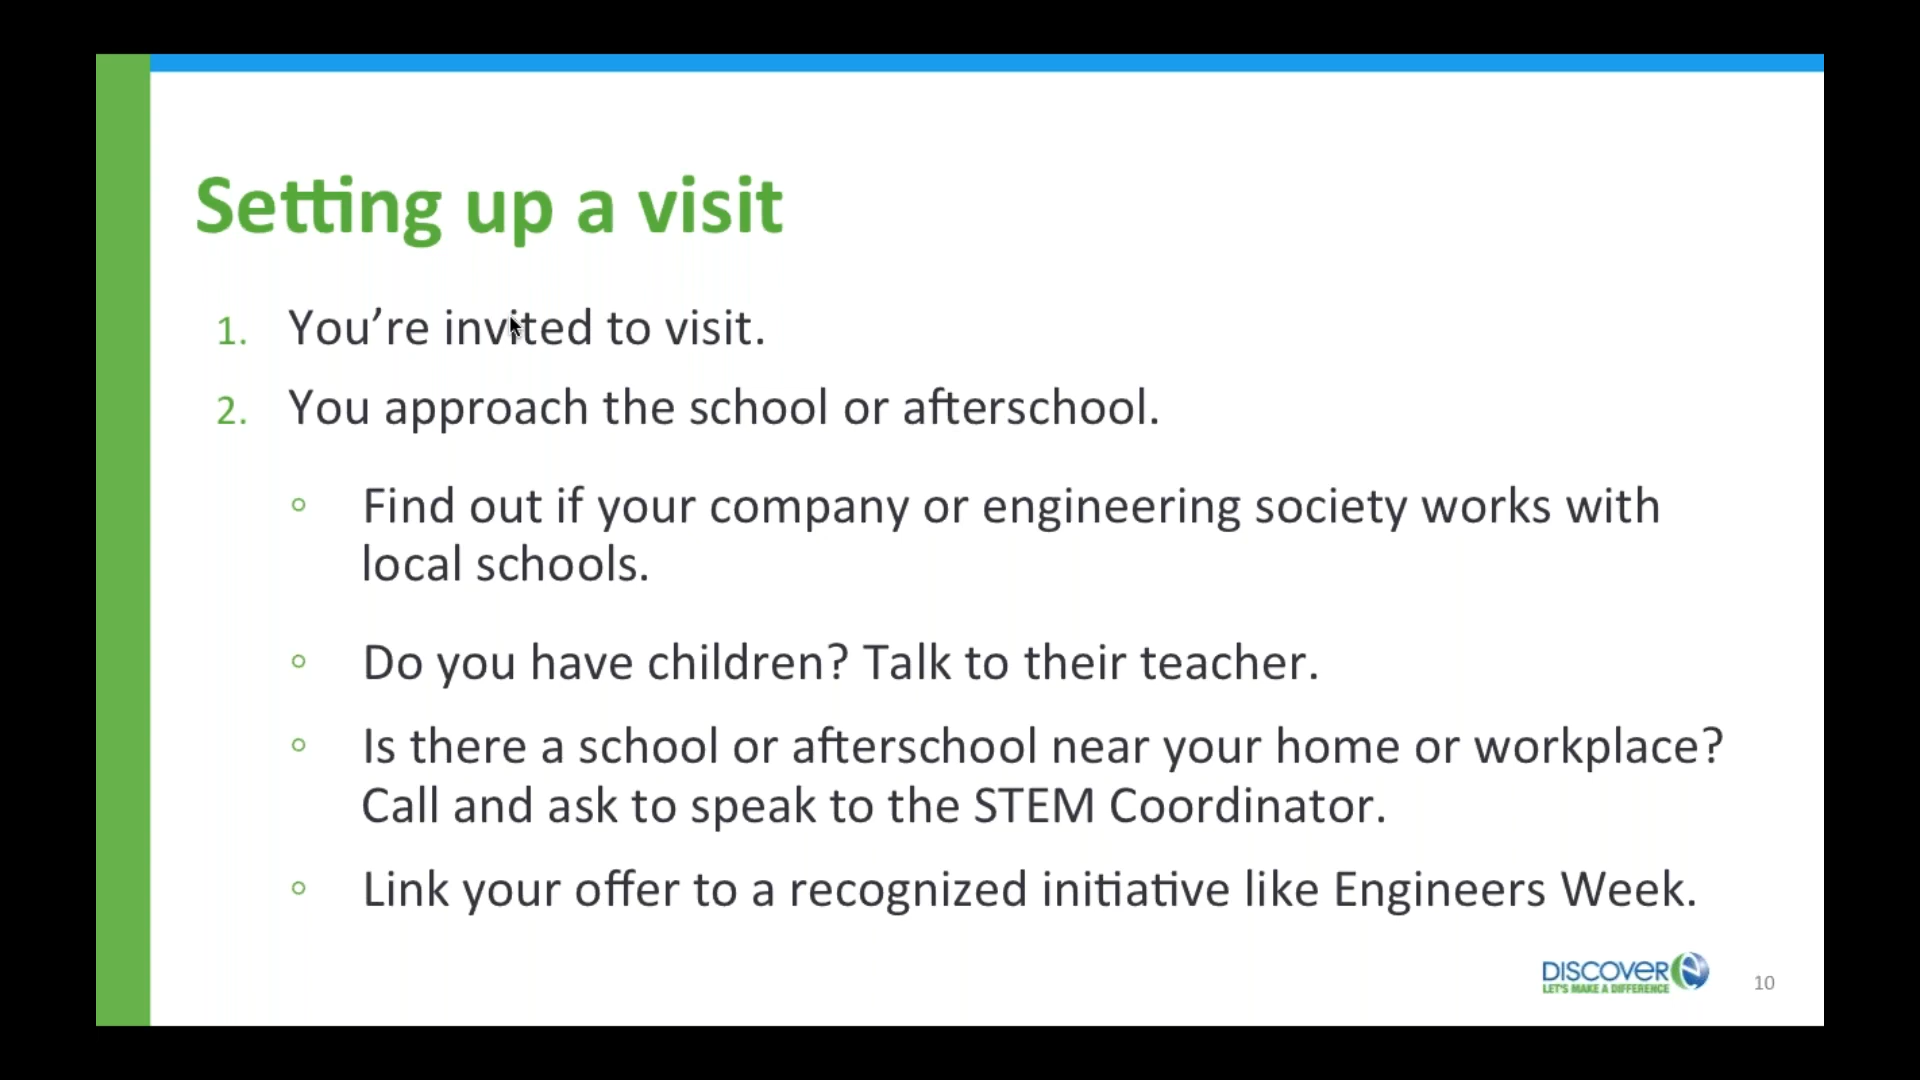 Setting up a visit
1. You’re invited to visit.
2. You approach the school or afterschool.
° Find out if your company or engineering society works with
local schools.
° Do you have children? Talk to their teacher.
° Is there a school or afterschool near your home or workplace?
Call and ask to speak to the STEM Coordinator.
° Link your offer to a recognized initiative like Engineers Week.
DISCOVER e
LET'S MAKE A DIFFERENCE
10